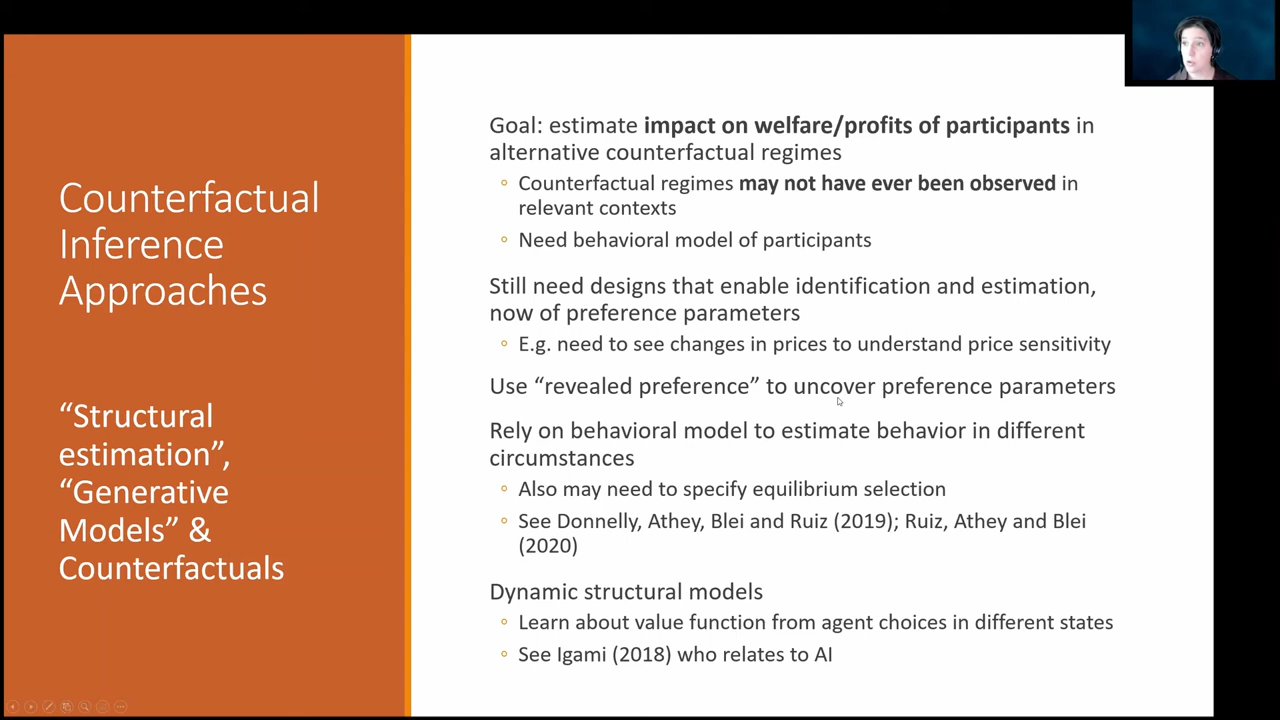 Counterfactual
Inference
Approaches
“Structural
estimation”,
“Generative
Models” &
Counterfactuals
Goal: estimate impact on welfare/profits of participants in
alternative counterfactual regimes
Counterfactual regimes may not have ever been observed in
relevant contexts
Need behavioral model of participants
Still need designs that enable identification and estimation,
now of preference parameters
E.g. need to see changes in prices to understand price sensitivity
Use “revealed preference” to uncover preference parameters
Rely on behavioral model to estimate behavior in different
circumstances
Also may need to specify equilibrium selection
See Donnelly, Athey, Blei and Ruiz (2019); Ruiz, Athey and Blei
(2020)
Dynamic structural models
Learn about value function from agent choices in different states
See Igami (2018) who relates to AI